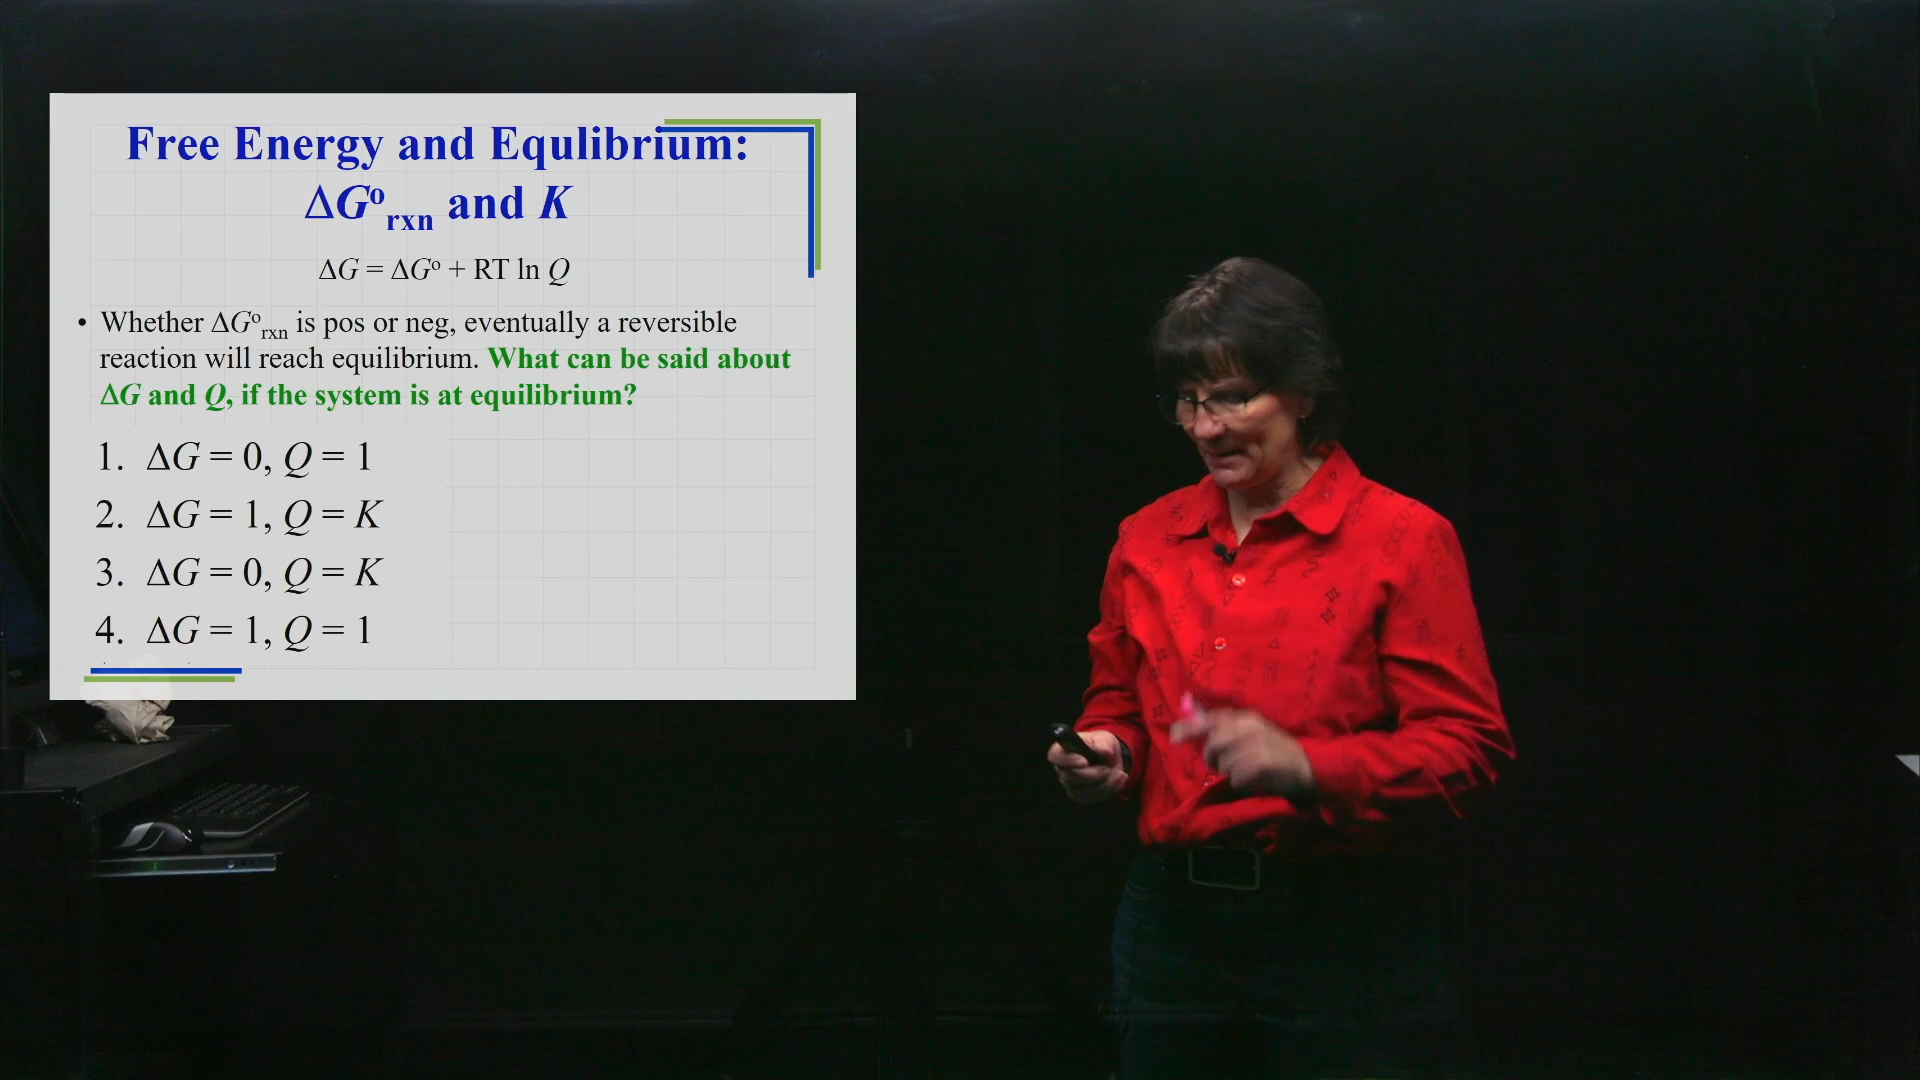 Free Energy and Equlibrium:
ΔG°rxn and K
ΔG = ΔG° + RT ln Q
• Whether ΔG°rxn is pos or neg, eventually a reversible
reaction will reach equilibrium. What can be said about
ΔG and Q, if the system is at equilibrium?
1. ΔG = 0, Q = 1
2. ΔG = 1, Q = K
3. ΔG = 0, Q = K
4. ΔG = 1, Q = 1